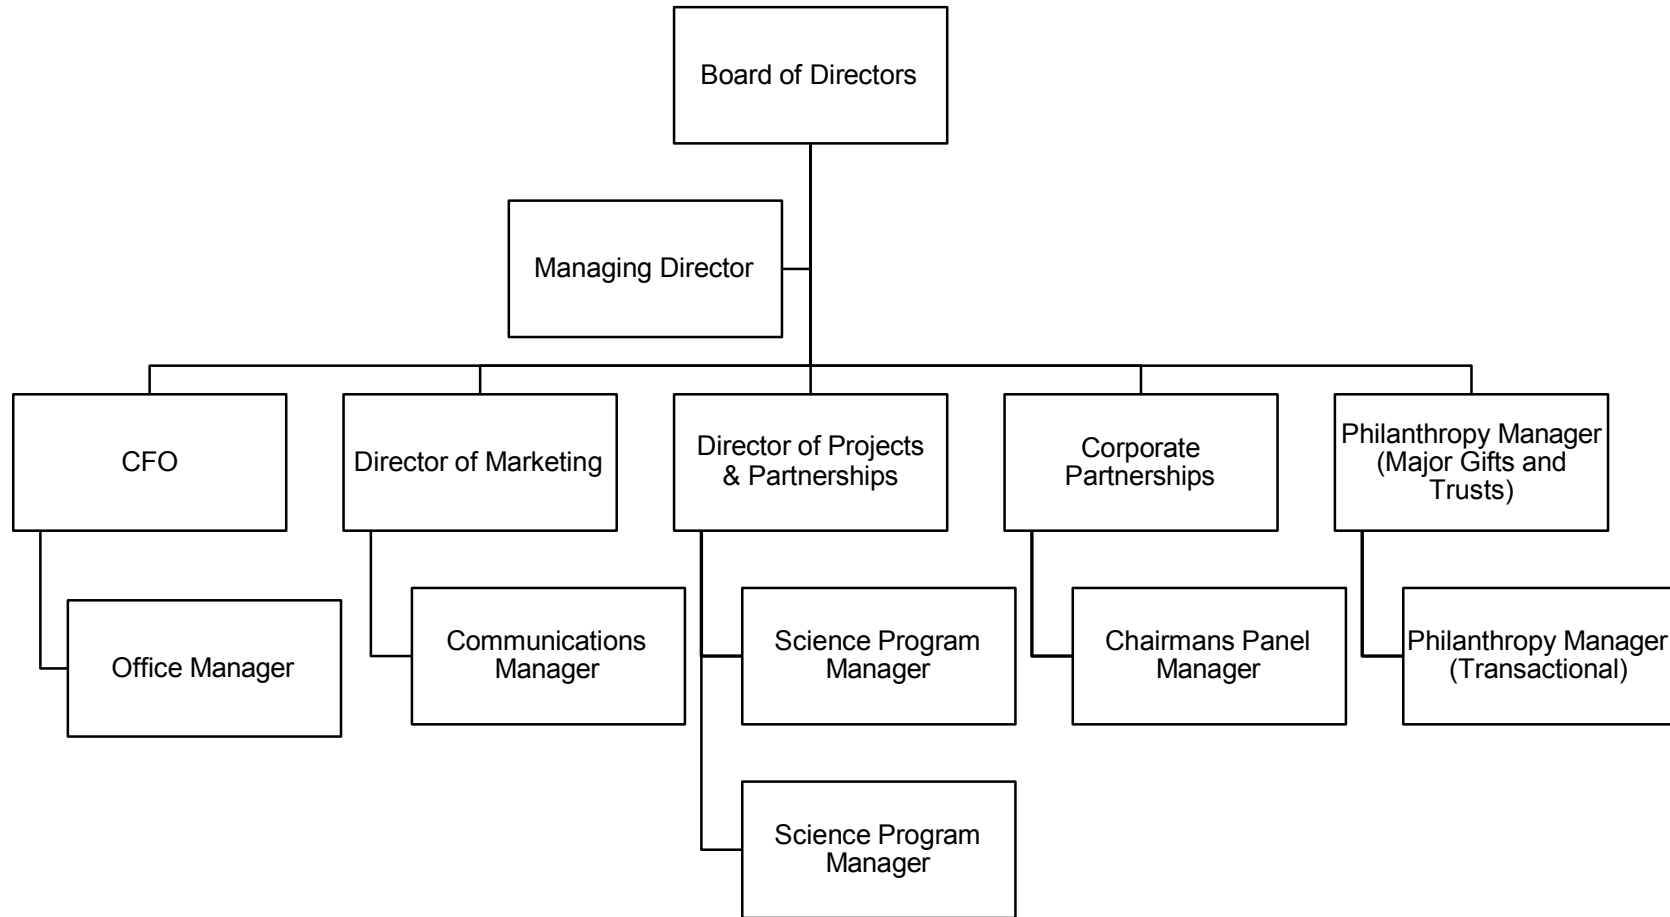 Board of Directors
Managing Director
CFO
Director of Marketing
Director of Projects
& Partnerships
Corporate
Partnerships
Philanthropy Manager
(Major Gifts and
Trusts)
Office Manager
Communications
Manager
Science Program
Manager
Chairmans Panel
Manager
Philanthropy Manager
(Transactional)
Science Program
Manager